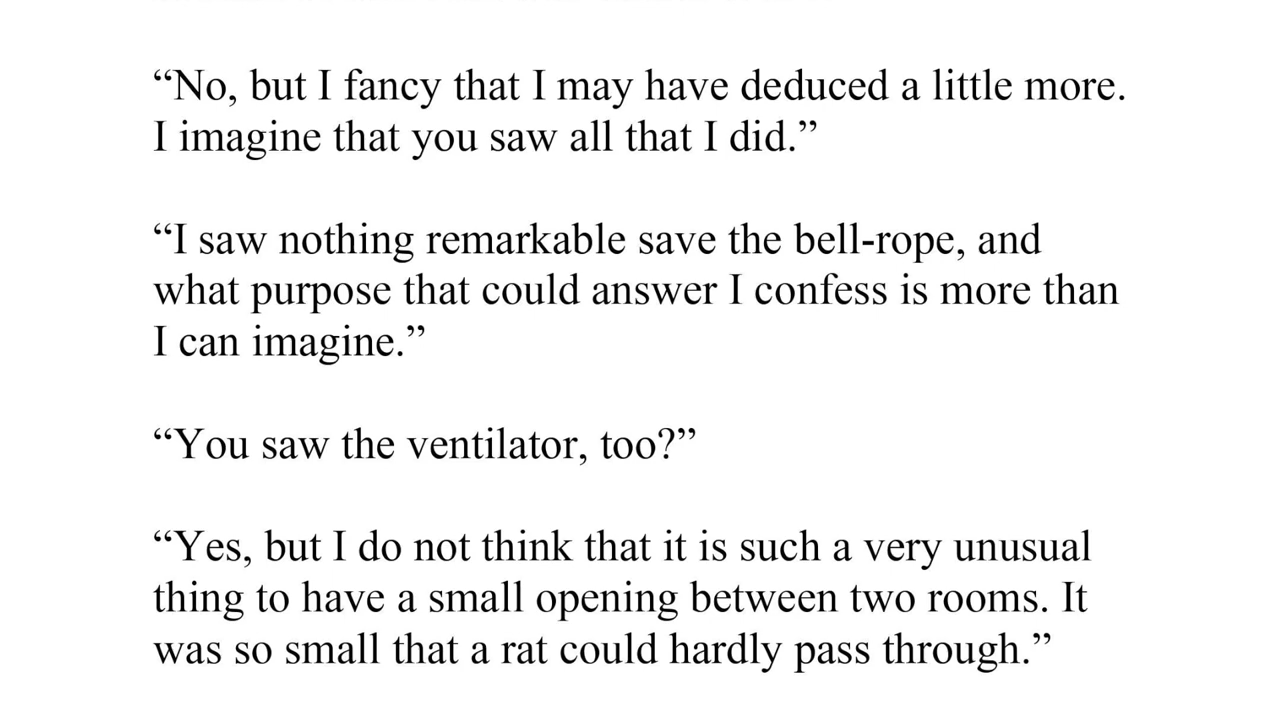 “No, but I fancy that I may have deduced a little more.
I imagine that you saw all that I did.”
“I saw nothing remarkable save the bell-rope, and
what purpose that could answer I confess is more than
I can imagine.”
“You saw the ventilator, too?”
“Yes, but I do not think that it is such a very unusual
thing to have a small opening between two rooms. It
was so small that a rat could hardly pass through.”